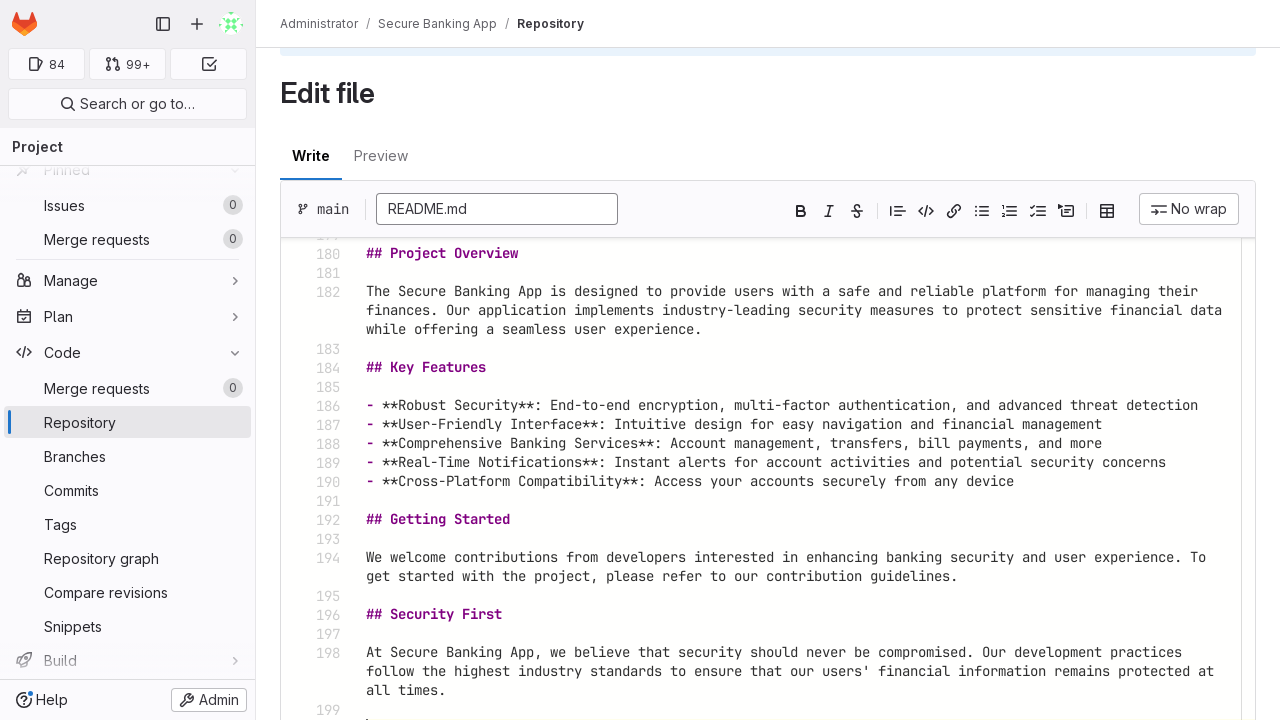 84
99+
Search or go to…
Project
Pinned
Issues 0
Merge requests 0
Manage
Plan
Code
Merge requests 0
Repository
Branches
Commits
Tags
Repository graph
Compare revisions
Snippets
Build
Help
Admin
Administrator / Secure Banking App / Repository
Edit file
Write Preview
main README.md No wrap
180 ## Project Overview
181
182 The Secure Banking App is designed to provide users with a safe and reliable platform for managing their
finances. Our application implements industry-leading security measures to protect sensitive financial data
while offering a seamless user experience.
183
184 ## Key Features
185
186 - **Robust Security**: End-to-end encryption, multi-factor authentication, and advanced threat detection
187 - **User-Friendly Interface**: Intuitive design for easy navigation and financial management
188 - **Comprehensive Banking Services**: Account management, transfers, bill payments, and more
189 - **Real-Time Notifications**: Instant alerts for account activities and potential security concerns
190 - **Cross-Platform Compatibility**: Access your accounts securely from any device
191
192 ## Getting Started
193
194 We welcome contributions from developers interested in enhancing banking security and user experience. To
get started with the project, please refer to our contribution guidelines.
195
196 ## Security First
197
198 At Secure Banking App, we believe that security should never be compromised. Our development practices
follow the highest industry standards to ensure that our users' financial information remains protected at
all times.
199